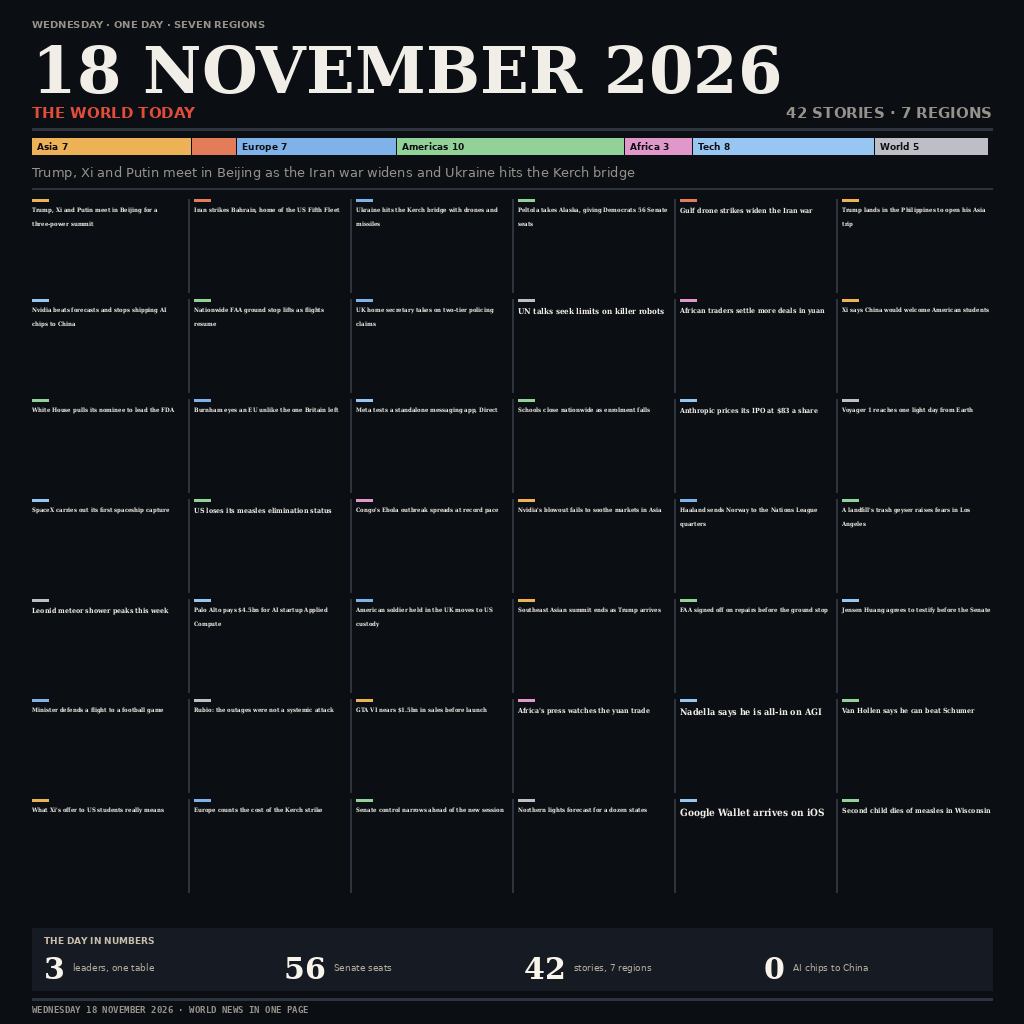 WEDNESDAY · ONE DAY · SEVEN REGIONS
18 NOVEMBER 2026
THE WORLD TODAY
42 STORIES · 7 REGIONS
Asia 7
Europe 7
Americas 10
Africa 3
Tech 8
World 5
Trump, Xi and Putin meet in Beijing as the Iran war widens and Ukraine hits the Kerch bridge
Trump, Xi and Putin meet in Beijing for a
three-power summit
Iran strikes Bahrain, home of the US Fifth Fleet
Ukraine hits the Kerch bridge with drones and
missiles
Peltola takes Alaska, giving Democrats 56 Senate
seats
Gulf drone strikes widen the Iran war
Trump lands in the Philippines to open his Asia
trip
Nvidia beats forecasts and stops shipping AI
chips to China
Nationwide FAA ground stop lifts as flights
resume
UK home secretary takes on two-tier policing
claims
UN talks seek limits on killer robots
African traders settle more deals in yuan
Xi says China would welcome American students
White House pulls its nominee to lead the FDA
Burnham eyes an EU unlike the one Britain left
Meta tests a standalone messaging app, Direct
Schools close nationwide as enrolment falls
Anthropic prices its IPO at $83 a share
Voyager 1 reaches one light day from Earth
SpaceX carries out its first spaceship capture
US loses its measles elimination status
Congo's Ebola outbreak spreads at record pace
Nvidia's blowout fails to soothe markets in Asia
Haaland sends Norway to the Nations League
quarters
A landfill's trash geyser raises fears in Los
Angeles
Leonid meteor shower peaks this week
Palo Alto pays $4.5bn for AI startup Applied
Compute
American soldier held in the UK moves to US
custody
Southeast Asian summit ends as Trump arrives
FAA signed off on repairs before the ground stop
Jensen Huang agrees to testify before the Senate
Minister defends a flight to a football game
Rubio: the outages were not a systemic attack
GTA VI nears $1.5bn in sales before launch
Africa's press watches the yuan trade
Nadella says he is all-in on AGI
Van Hollen says he can beat Schumer
What Xi's offer to US students really means
Europe counts the cost of the Kerch strike
Senate control narrows ahead of the new session
Northern lights forecast for a dozen states
Google Wallet arrives on iOS
Second child dies of measles in Wisconsin
THE DAY IN NUMBERS
3 leaders, one table
56 Senate seats
42 stories, 7 regions
0 AI chips to China
WEDNESDAY 18 NOVEMBER 2026 · WORLD NEWS IN ONE PAGE